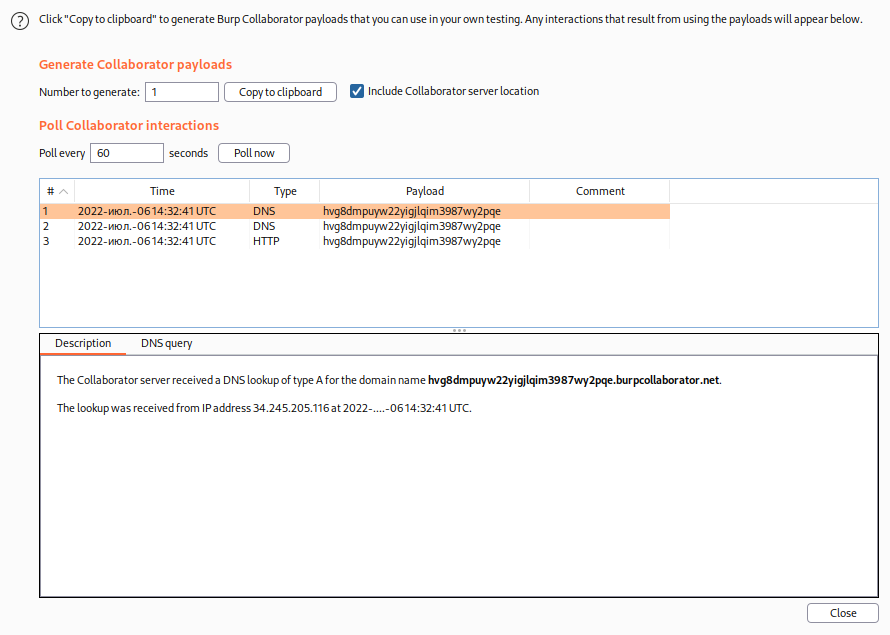 ? Click "Copy to clipboard" to generate Burp Collaborator payloads that you can use in your own testing. Any interactions that result from using the payloads will appear below.
Generate Collaborator payloads
Number to generate: 1 Copy to clipboard Include Collaborator server location
Poll Collaborator interactions
Poll every 60 seconds Poll now
# Time Type Payload Comment
1 2022-июл.-06 14:32:41 UTC DNS hvg8dmpuyw22yigjlqim3987wy2pqe
2 2022-июл.-06 14:32:41 UTC DNS hvg8dmpuyw22yigjlqim3987wy2pqe
3 2022-июл.-06 14:32:41 UTC HTTP hvg8dmpuyw22yigjlqim3987wy2pqe
Description DNS query
The Collaborator server received a DNS lookup of type A for the domain name hvg8dmpuyw22yigjlqim3987wy2pqe.burpcollaborator.net.
The lookup was received from IP address 34.245.205.116 at 2022-....-06 14:32:41 UTC.
Close